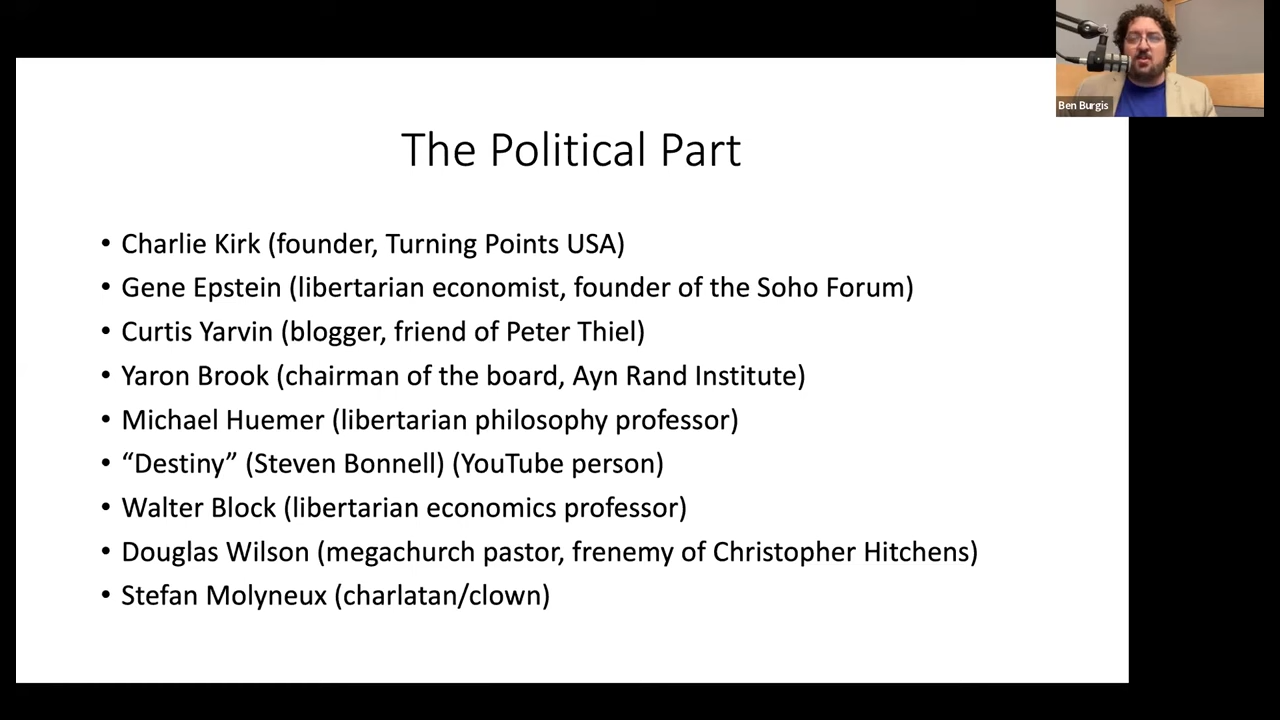 The Political Part
• Charlie Kirk (founder, Turning Points USA)
• Gene Epstein (libertarian economist, founder of the Soho Forum)
• Curtis Yarvin (blogger, friend of Peter Thiel)
• Yaron Brook (chairman of the board, Ayn Rand Institute)
• Michael Huemer (libertarian philosophy professor)
• “Destiny” (Steven Bonnell) (YouTube person)
• Walter Block (libertarian economics professor)
• Douglas Wilson (megachurch pastor, frenemy of Christopher Hitchens)
• Stefan Molyneux (charlatan/clown)
Ben Burgis